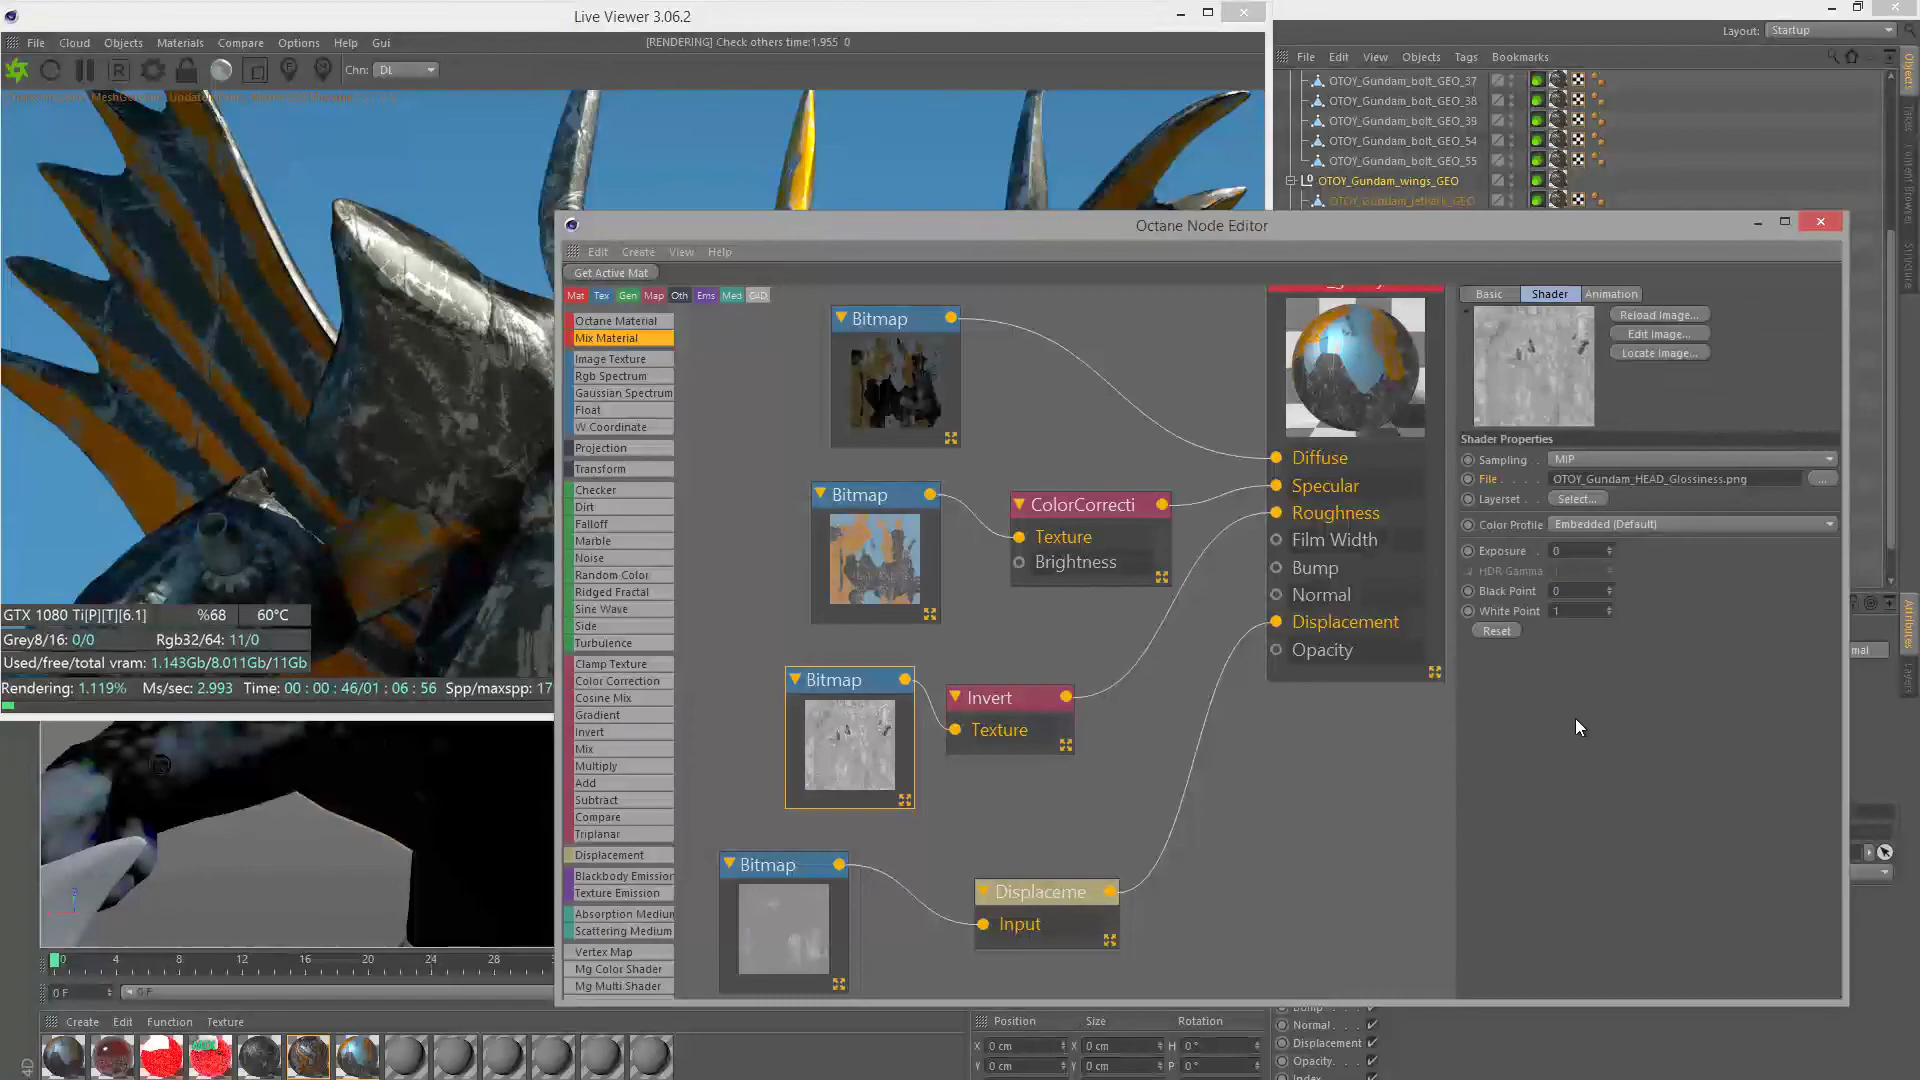 Live Viewer 3.06.2
File Cloud Objects Materials Compare Options Help Gui
[RENDERING] Check others time:1.955 0
Chn: DL
Layout: Startup
File Edit View Objects Tags Bookmarks
OTOY_Gundam_bolt_GEO_37
OTOY_Gundam_bolt_GEO_38
OTOY_Gundam_bolt_GEO_39
OTOY_Gundam_bolt_GEO_54
OTOY_Gundam_bolt_GEO_55
OTOY_Gundam_wings_GEO
Objects
Takes
Content Browser
Structure
Attributes
Layers
Octane Node Editor
Edit Create View Help
Get Active Mat
Mat Tex Gen Map Oth Ems Med C4D
Octane Material
Mix Material
Image Texture
Rgb Spectrum
Gaussian Spectrum
Float
W Coordinate
Projection
Transform
Checker
Dirt
Falloff
Marble
Noise
Random Color
Ridged Fractal
Sine Wave
Side
Turbulence
Clamp Texture
Color Correction
Cosine Mix
Gradient
Invert
Mix
Multiply
Add
Subtract
Compare
Triplanar
Displacement
Blackbody Emission
Texture Emission
Absorption Medium
Scattering Medium
Vertex Map
Mg Color Shader
Mg Multi Shader
Bitmap
Bitmap
ColorCorrecti
Texture
Brightness
Bitmap
Invert
Texture
Bitmap
Displaceme
Input
Diffuse
Specular
Roughness
Film Width
Bump
Normal
Displacement
Opacity
Basic Shader Animation
Reload Image...
Edit Image...
Locate Image...
Shader Properties
Sampling . MIP
File . . . . . OTOY_Gundam_HEAD_Glossiness.png ...
Layerset . Select...
Color Profile Embedded (Default)
Exposure . 0
HDR Gamma
Black Point 0
White Point 1
Reset
GTX 1080 Ti[P][T][6.1] %68 60°C
Grey8/16: 0/0 Rgb32/64: 11/0
Used/free/total vram: 1.143Gb/8.011Gb/11Gb
Rendering: 1.119% Ms/sec: 2.993 Time: 00 : 00 : 46/01 : 06 : 56 Spp/maxspp: 17
0 4 8 12 16 20 24 28
0 F 0 F
Create Edit Function Texture
Position Size Rotation
X 0 cm X 0 cm H 0 °
Y 0 cm Y 0 cm P 0 °
Normal. . . .
Displacement
Opacity. . .